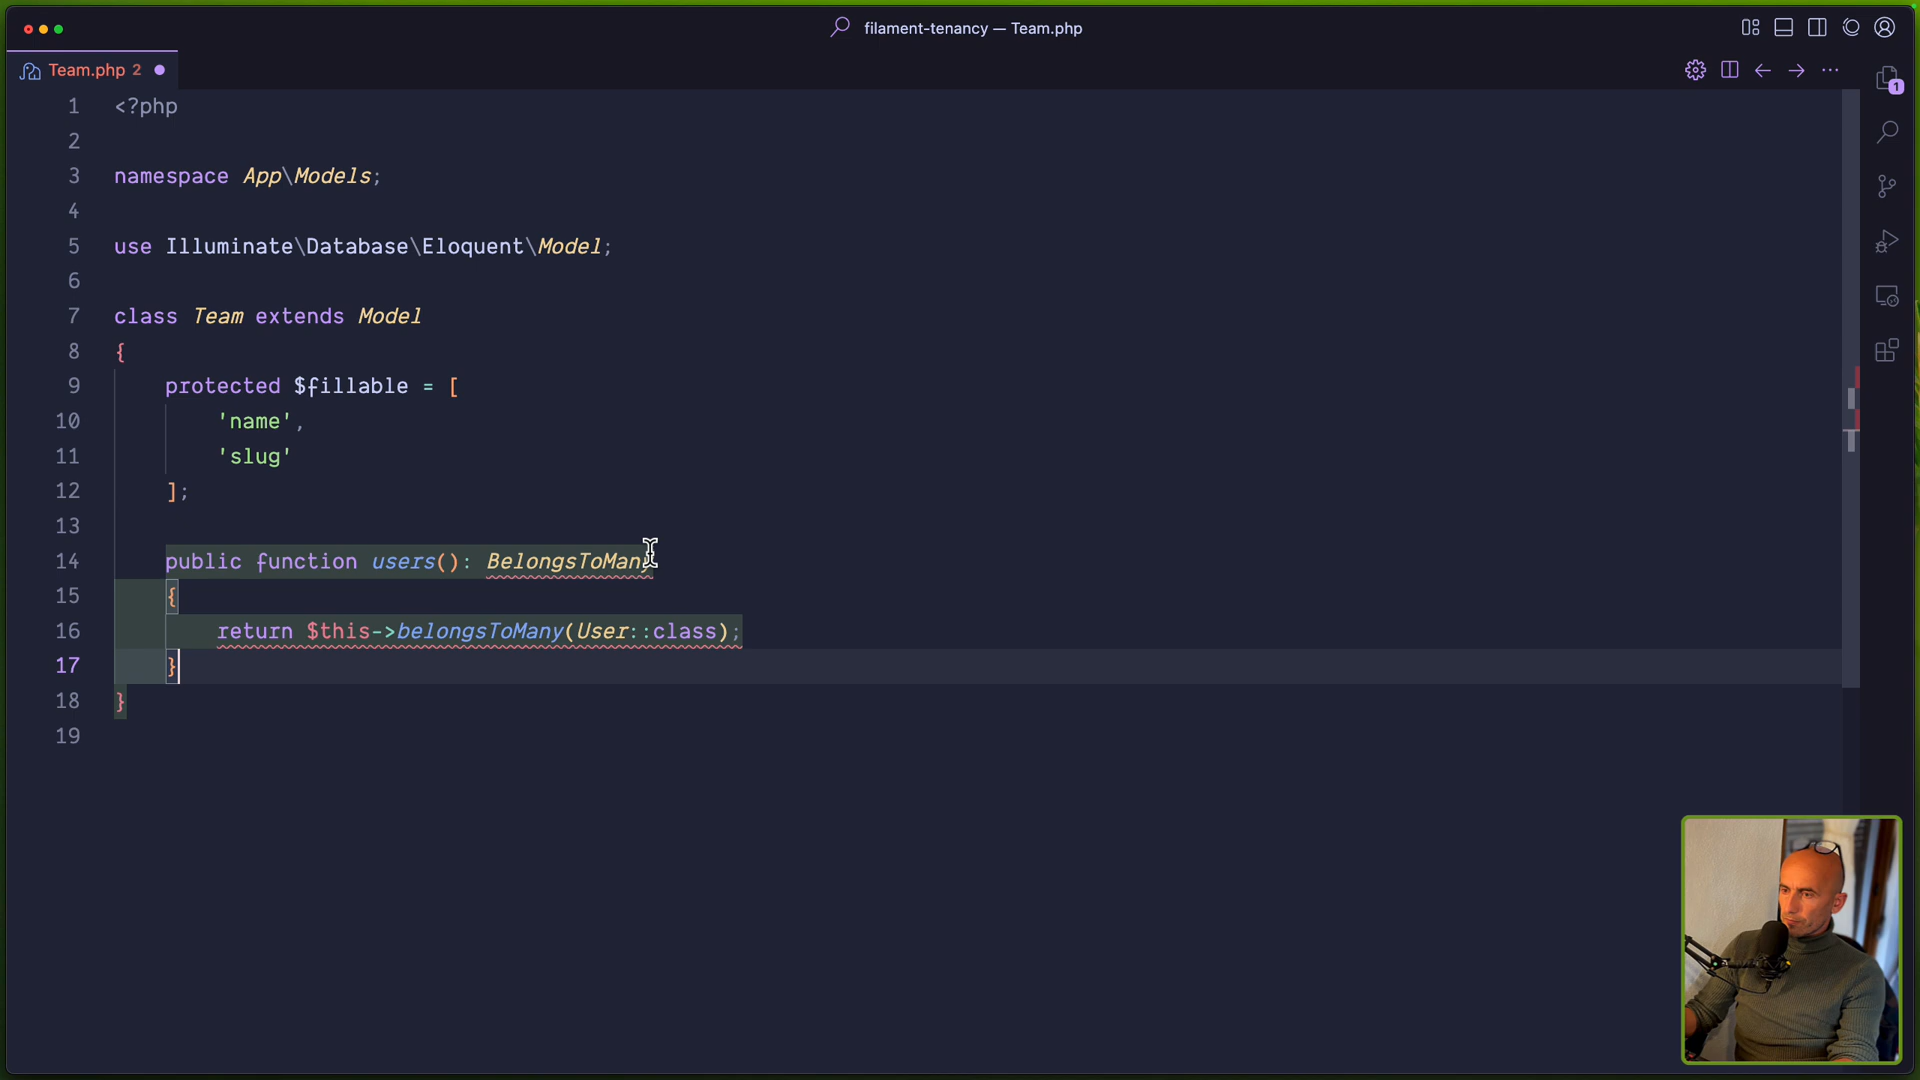 filament-tenancy — Team.php
Team.php 2
1 <?php
2
3 namespace App\Models;
4
5 use Illuminate\Database\Eloquent\Model;
6
7 class Team extends Model
8 {
9 protected $fillable = [
10 'name',
11 'slug'
12 ];
13
14 public function users(): BelongsToMany
15 {
16 return $this->belongsToMany(User::class);
17 }
18 }
19
1